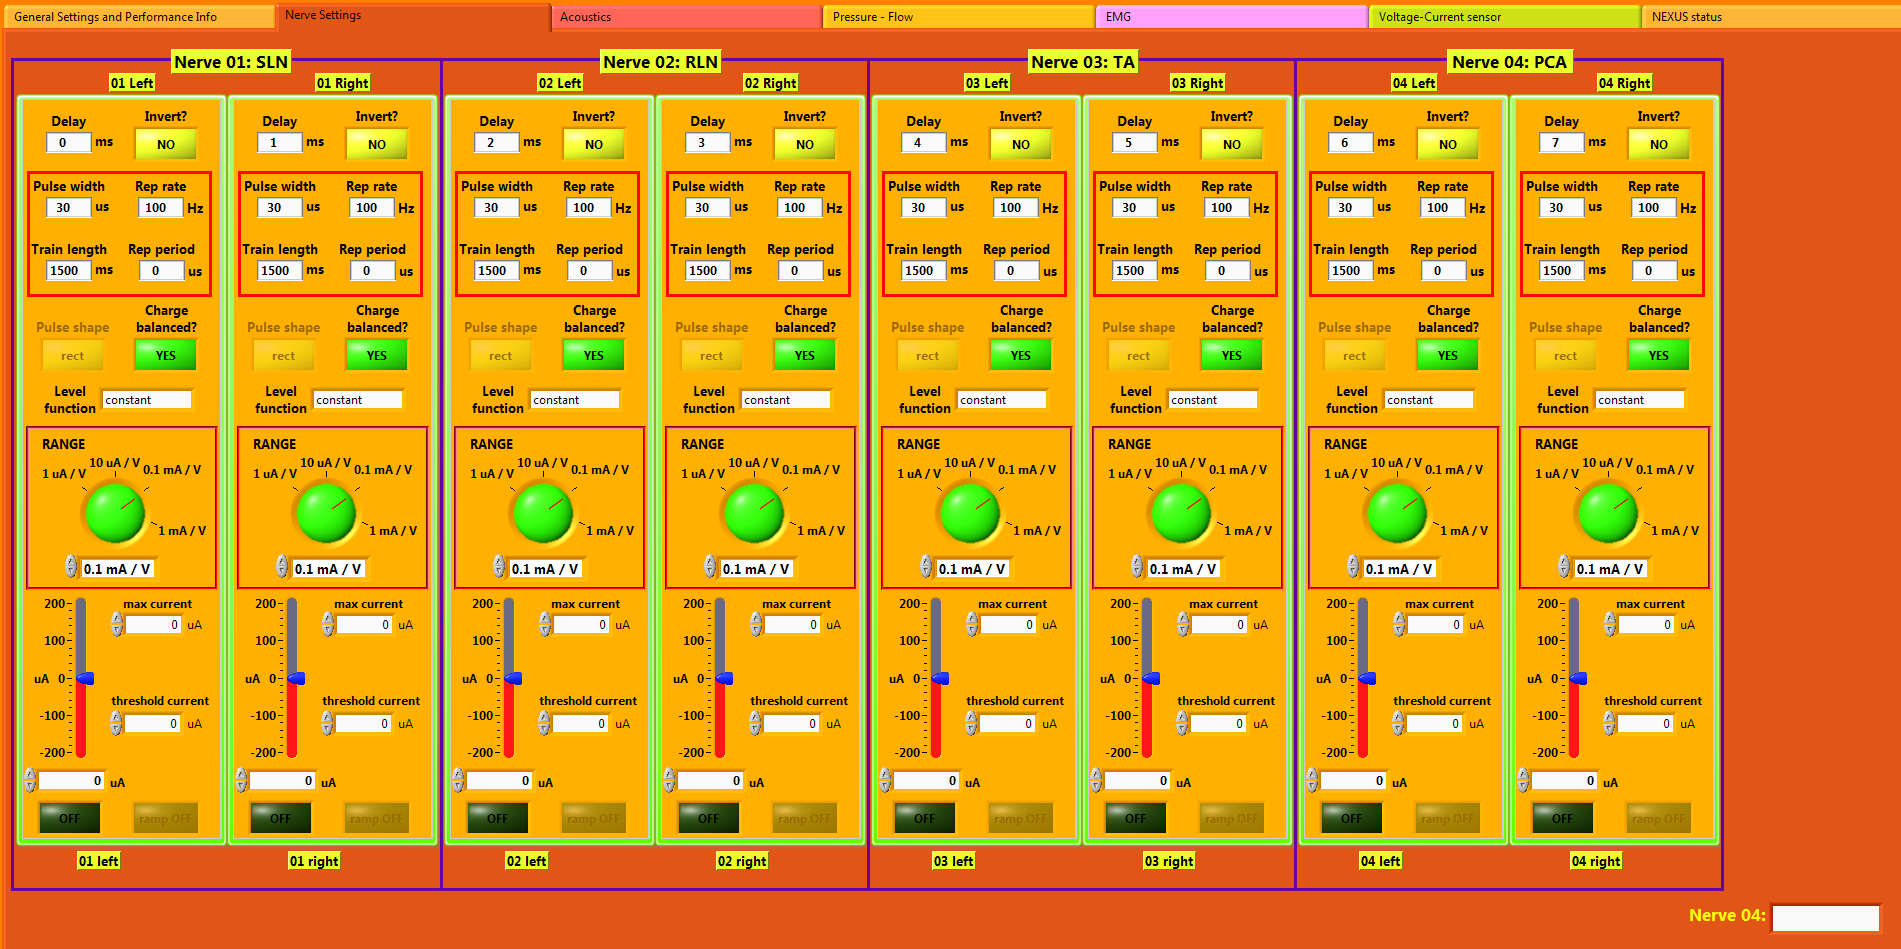 General Settings and Performance Info
Nerve Settings
Acoustics
Pressure - Flow
EMG
Voltage-Current sensor
NEXUS status
Nerve 01: SLN
Nerve 02: RLN
Nerve 03: TA
Nerve 04: PCA
01 Left 01 Right 02 Left 02 Right 03 Left 03 Right 04 Left 04 Right
Delay Invert? Delay Invert? Delay Invert? Delay Invert? Delay Invert? Delay Invert? Delay Invert? Delay Invert?
0 ms NO 1 ms NO 2 ms NO 3 ms NO 4 ms NO 5 ms NO 6 ms NO 7 ms NO
Pulse width Rep rate Pulse width Rep rate Pulse width Rep rate Pulse width Rep rate Pulse width Rep rate Pulse width Rep rate Pulse width Rep rate Pulse width Rep rate
30 us 100 Hz 30 us 100 Hz 30 us 100 Hz 30 us 100 Hz 30 us 100 Hz 30 us 100 Hz 30 us 100 Hz 30 us 100 Hz
Train length Rep period Train length Rep period Train length Rep period Train length Rep period Train length Rep period Train length Rep period Train length Rep period Train length Rep period
1500 ms 0 us 1500 ms 0 us 1500 ms 0 us 1500 ms 0 us 1500 ms 0 us 1500 ms 0 us 1500 ms 0 us 1500 ms 0 us
Charge Charge Charge Charge Charge Charge Charge Charge
Pulse shape balanced? Pulse shape balanced? Pulse shape balanced? Pulse shape balanced? Pulse shape balanced? Pulse shape balanced? Pulse shape balanced? Pulse shape balanced?
rect YES rect YES rect YES rect YES rect YES rect YES rect YES rect YES
Level Level Level Level Level Level Level Level
function constant function constant function constant function constant function constant function constant function constant function constant
RANGE RANGE RANGE RANGE RANGE RANGE RANGE RANGE
1 uA / V 10 uA / V 0.1 mA / V 1 uA / V 10 uA / V 0.1 mA / V 1 uA / V 10 uA / V 0.1 mA / V 1 uA / V 10 uA / V 0.1 mA / V 1 uA / V 10 uA / V 0.1 mA / V 1 uA / V 10 uA / V 0.1 mA / V 1 uA / V 10 uA / V 0.1 mA / V 1 uA / V 10 uA / V 0.1 mA / V
1 mA / V 1 mA / V 1 mA / V 1 mA / V 1 mA / V 1 mA / V 1 mA / V 1 mA / V
0.1 mA / V 0.1 mA / V 0.1 mA / V 0.1 mA / V 0.1 mA / V 0.1 mA / V 0.1 mA / V 0.1 mA / V
200 max current 200 max current 200 max current 200 max current 200 max current 200 max current 200 max current 200 max current
0 uA 0 uA 0 uA 0 uA 0 uA 0 uA 0 uA 0 uA
100 100 100 100 100 100 100 100
uA 0 uA 0 uA 0 uA 0 uA 0 uA 0 uA 0 uA 0
threshold current threshold current threshold current threshold current threshold current threshold current threshold current threshold current
-100 0 uA -100 0 uA -100 0 uA -100 0 uA -100 0 uA -100 0 uA -100 0 uA -100 0 uA
-200 -200 -200 -200 -200 -200 -200 -200
0 uA 0 uA 0 uA 0 uA 0 uA 0 uA 0 uA 0 uA
OFF ramp OFF OFF ramp OFF OFF ramp OFF OFF ramp OFF OFF ramp OFF OFF ramp OFF OFF ramp OFF OFF ramp OFF
01 left 01 right 02 left 02 right 03 left 03 right 04 left 04 right
Nerve 04: